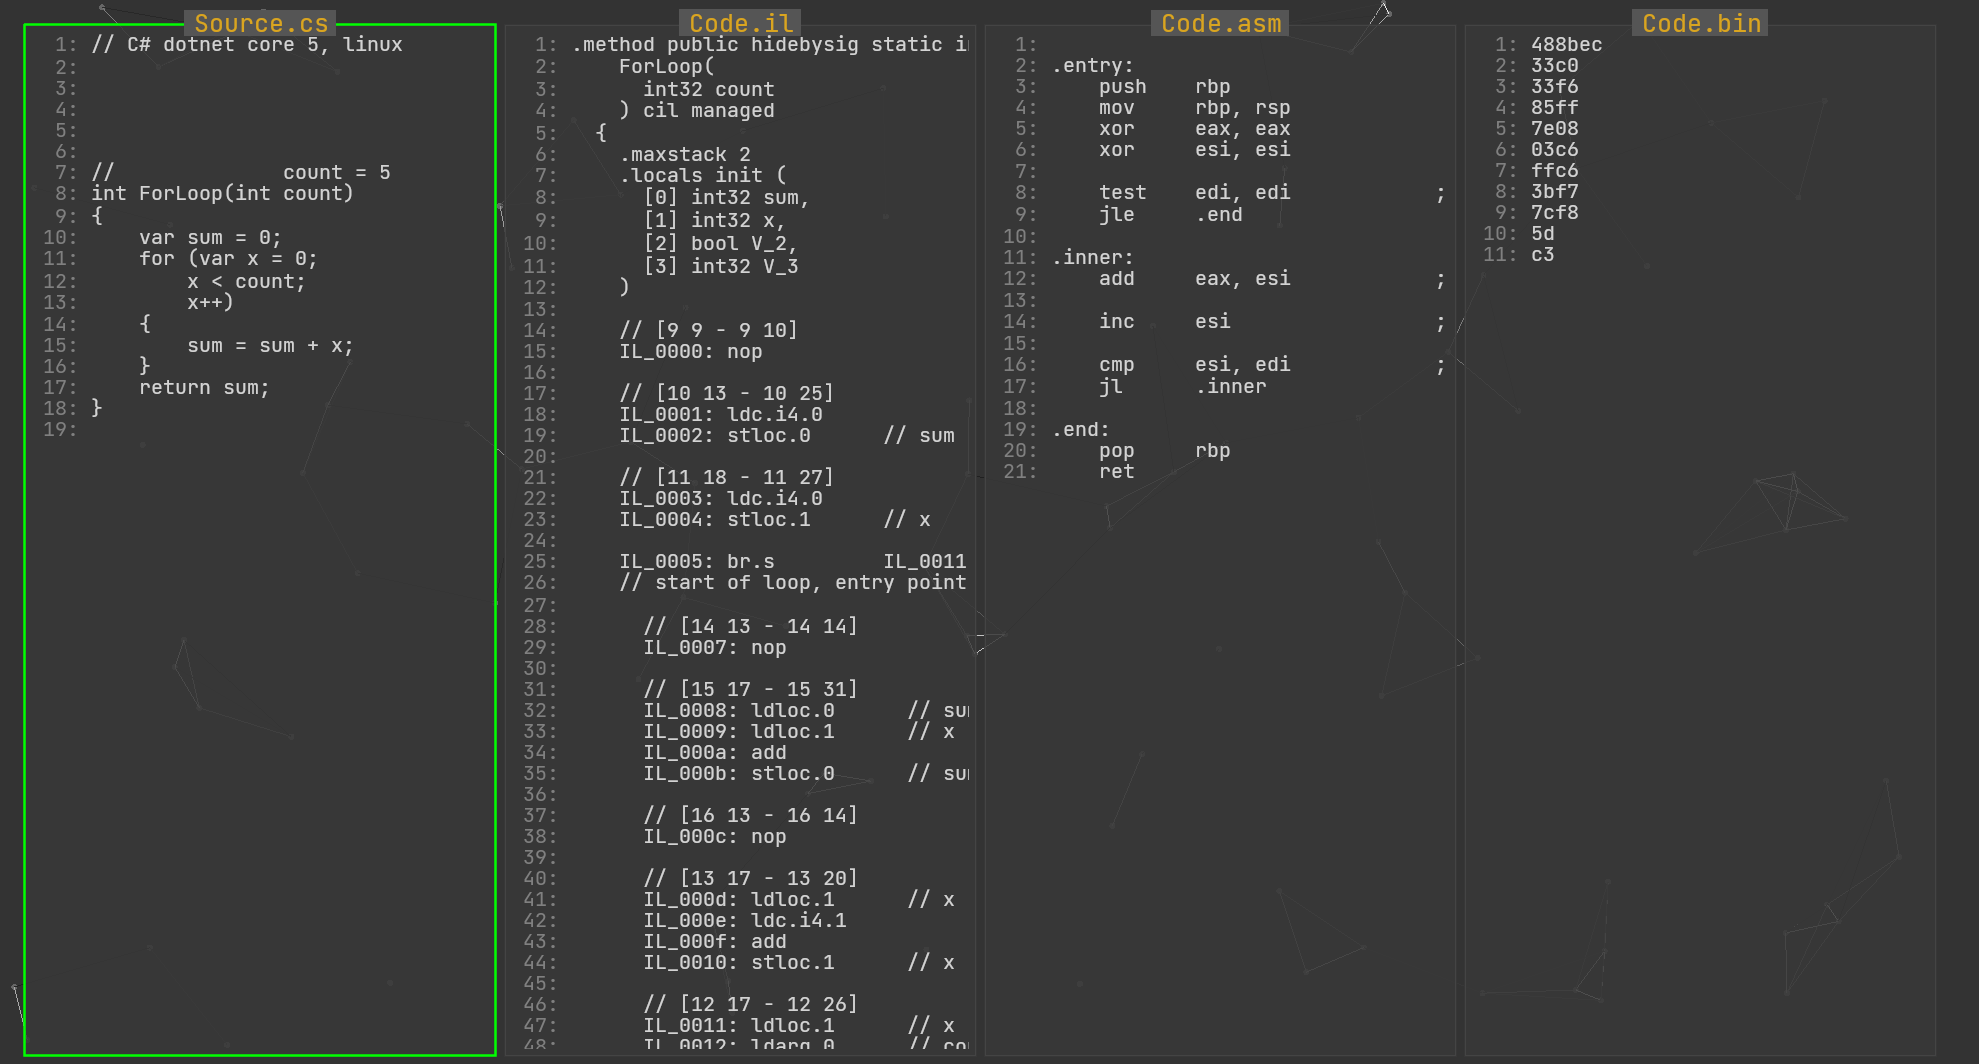 Source.cs
1: // C# dotnet core 5, linux
2:
3:
4:
5:
6:
7: //              count = 5
8: int ForLoop(int count)
9: {
10:     var sum = 0;
11:     for (var x = 0;
12:         x < count;
13:         x++)
14:     {
15:         sum = sum + x;
16:     }
17:     return sum;
18: }
19:
Code.il
1: .method public hidebysig static i
2:     ForLoop(
3:       int32 count
4:     ) cil managed
5:   {
6:     .maxstack 2
7:     .locals init (
8:       [0] int32 sum,
9:       [1] int32 x,
10:       [2] bool V_2,
11:       [3] int32 V_3
12:     )
13:
14:     // [9 9 - 9 10]
15:     IL_0000: nop
16:
17:     // [10 13 - 10 25]
18:     IL_0001: ldc.i4.0
19:     IL_0002: stloc.0      // sum
20:
21:     // [11 18 - 11 27]
22:     IL_0003: ldc.i4.0
23:     IL_0004: stloc.1      // x
24:
25:     IL_0005: br.s         IL_0011
26:     // start of loop, entry point
27:
28:       // [14 13 - 14 14]
29:       IL_0007: nop
30:
31:       // [15 17 - 15 31]
32:       IL_0008: ldloc.0      // su
33:       IL_0009: ldloc.1      // x
34:       IL_000a: add
35:       IL_000b: stloc.0      // su
36:
37:       // [16 13 - 16 14]
38:       IL_000c: nop
39:
40:       // [13 17 - 13 20]
41:       IL_000d: ldloc.1      // x
42:       IL_000e: ldc.i4.1
43:       IL_000f: add
44:       IL_0010: stloc.1      // x
45:
46:       // [12 17 - 12 26]
47:       IL_0011: ldloc.1      // x
48:       IL_0012: ldarg.0      // co
Code.asm
1:
2: .entry:
3:     push    rbp
4:     mov     rbp, rsp
5:     xor     eax, eax
6:     xor     esi, esi
7:
8:     test    edi, edi            ;
9:     jle     .end
10:
11: .inner:
12:     add     eax, esi            ;
13:
14:     inc     esi                 ;
15:
16:     cmp     esi, edi            ;
17:     jl      .inner
18:
19: .end:
20:     pop     rbp
21:     ret
Code.bin
1: 488bec
2: 33c0
3: 33f6
4: 85ff
5: 7e08
6: 03c6
7: ffc6
8: 3bf7
9: 7cf8
10: 5d
11: c3